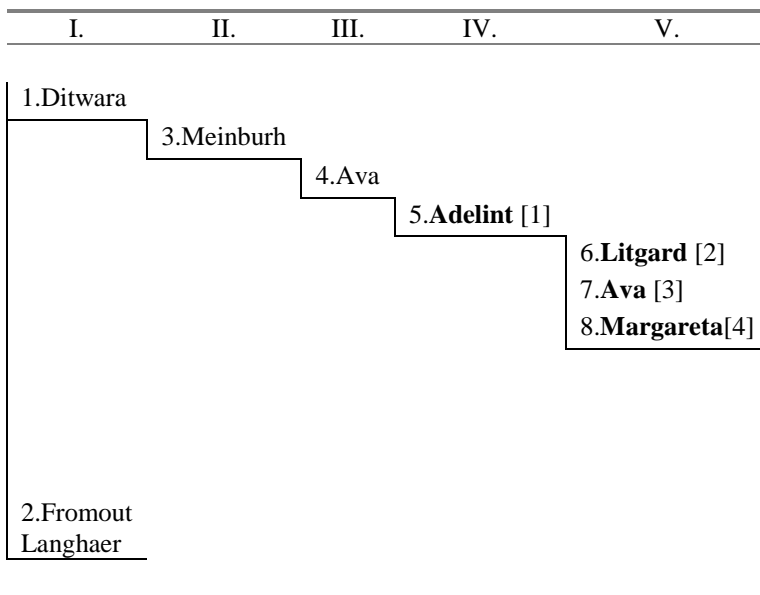 I. II. III. IV. V.
1.Ditwara
3.Meinburh
4.Ava
5.Adelint [1]
6.Litgard [2]
7.Ava [3]
8.Margareta[4]
2.Fromout
Langhaer